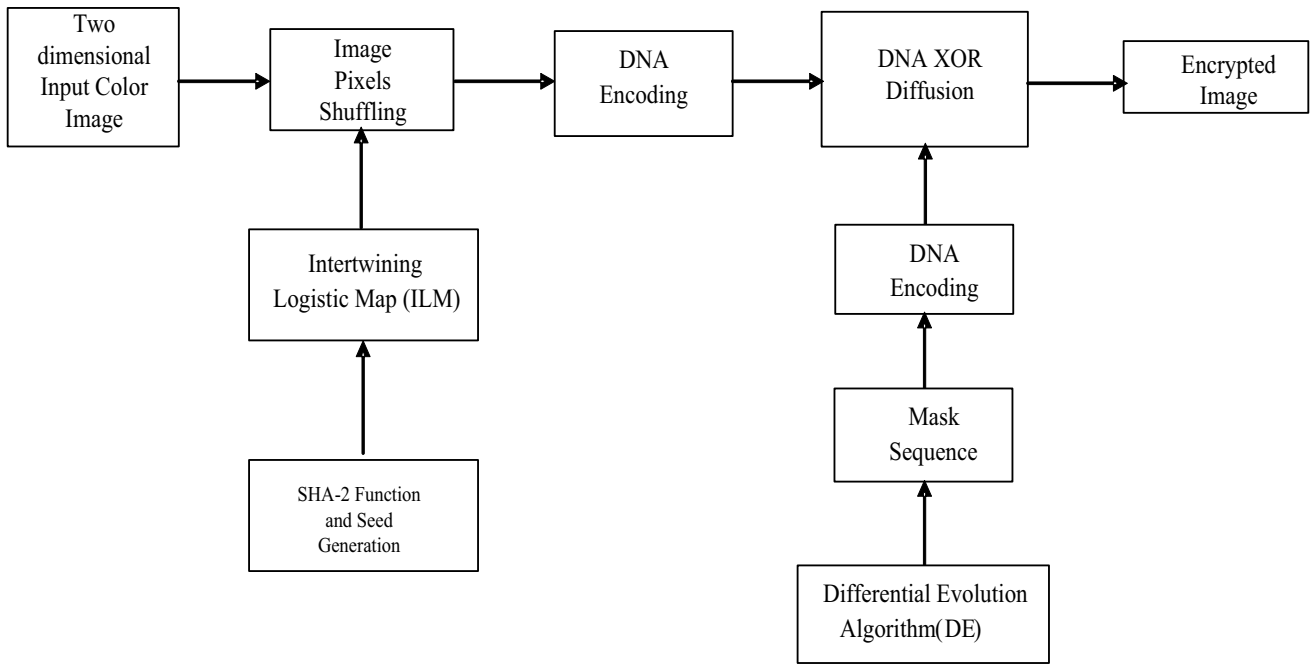 Two
dimensional
Input Color
Image
Image
Pixels
Shuffling
DNA
Encoding
DNA XOR
Diffusion
Encrypted
Image
Intertwining
Logistic Map (ILM)
DNA
Encoding
Mask
Sequence
SHA-2 Function
and Seed
Generation
Differential Evolution
Algorithm(DE)